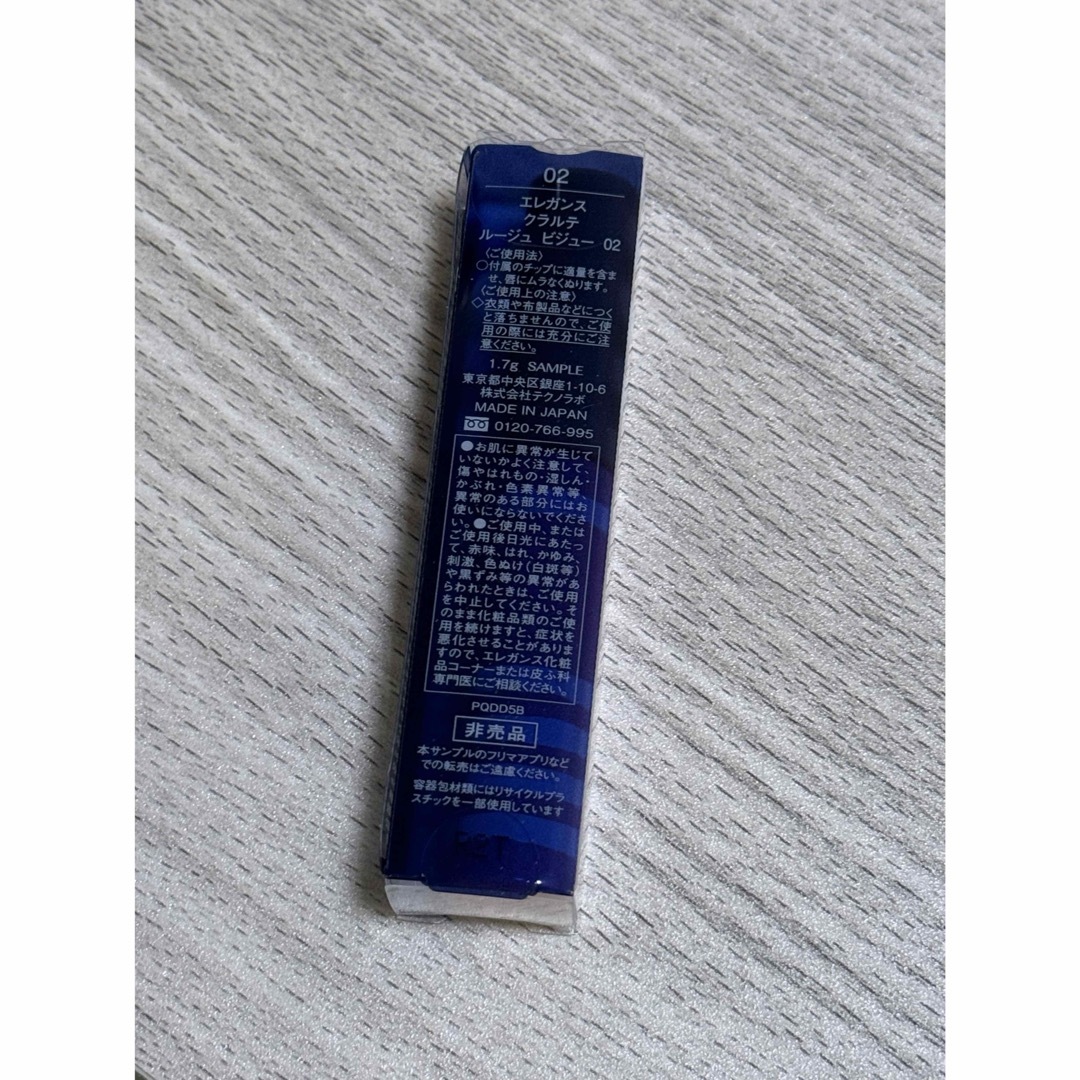 02
エレガンス
クラルテ
ルージュ ビジュー 02
〈ご使用法〉
○付属のチップに適量を含ま
せ、唇にムラなくぬります。
〈ご使用上の注意〉
◇衣類や布製品などにつく
と落ちませんので、ご使
用の際には充分にご注
意ください。
1.7g SAMPLE
東京都中央区銀座1-10-6
株式会社テクノラボ
MADE IN JAPAN
0120-766-995
●お肌に異常が生じて
いないかよく注意して、
傷やはれもの・湿しん・
かぶれ・色素異常等
異常のある部分にはお
使いにならないでくださ
い。●ご使用中、または
ご使用後日光にあたっ
て、赤味、はれ、かゆみ、
刺激、色ぬけ(白斑等)
や黒ずみ等の異常があ
らわれたときは、ご使用
を中止してください。そ
のまま化粧品類のご使
用を続けますと、症状を
悪化させることがありま
すので、エレガンス化粧
品コーナーまたは皮ふ科
専門医にご相談ください。
PQDD5B
非売品
本サンプルのフリマアプリなど
での転売はご遠慮ください。
容器包材類にはリサイクルプラ
スチックを一部使用しています